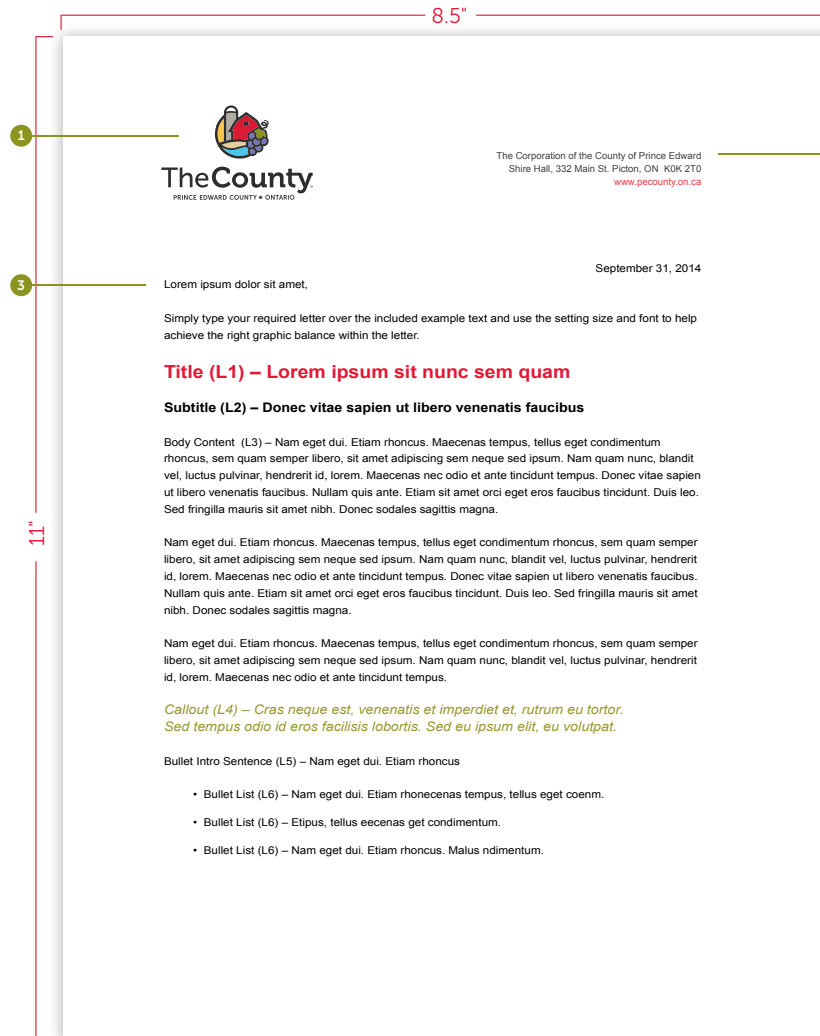 8.5"
1
TheCounty
PRINCE EDWARD COUNTY ♦ ONTARIO
The Corporation of the County of Prince Edward
Shire Hall, 332 Main St. Picton, ON  K0K 2T0
www.pecounty.on.ca
September 31, 2014
3
Lorem ipsum dolor sit amet,
Simply type your required letter over the included example text and use the setting size and font to help
achieve the right graphic balance within the letter.
Title (L1) – Lorem ipsum sit nunc sem quam
Subtitle (L2) – Donec vitae sapien ut libero venenatis faucibus
Body Content  (L3) – Nam eget dui. Etiam rhoncus. Maecenas tempus, tellus eget condimentum
rhoncus, sem quam semper libero, sit amet adipiscing sem neque sed ipsum. Nam quam nunc, blandit
vel, luctus pulvinar, hendrerit id, lorem. Maecenas nec odio et ante tincidunt tempus. Donec vitae sapien
ut libero venenatis faucibus. Nullam quis ante. Etiam sit amet orci eget eros faucibus tincidunt. Duis leo.
Sed fringilla mauris sit amet nibh. Donec sodales sagittis magna.
11"
Nam eget dui. Etiam rhoncus. Maecenas tempus, tellus eget condimentum rhoncus, sem quam semper
libero, sit amet adipiscing sem neque sed ipsum. Nam quam nunc, blandit vel, luctus pulvinar, hendrerit
id, lorem. Maecenas nec odio et ante tincidunt tempus. Donec vitae sapien ut libero venenatis faucibus.
Nullam quis ante. Etiam sit amet orci eget eros faucibus tincidunt. Duis leo. Sed fringilla mauris sit amet
nibh. Donec sodales sagittis magna.
Nam eget dui. Etiam rhoncus. Maecenas tempus, tellus eget condimentum rhoncus, sem quam semper
libero, sit amet adipiscing sem neque sed ipsum. Nam quam nunc, blandit vel, luctus pulvinar, hendrerit
id, lorem. Maecenas nec odio et ante tincidunt tempus.
Callout (L4) – Cras neque est, venenatis et imperdiet et, rutrum eu tortor.
Sed tempus odio id eros facilisis lobortis. Sed eu ipsum elit, eu volutpat.
Bullet Intro Sentence (L5) – Nam eget dui. Etiam rhoncus
• Bullet List (L6) – Nam eget dui. Etiam rhonecenas tempus, tellus eget coenm.
• Bullet List (L6) – Etipus, tellus eecenas get condimentum.
• Bullet List (L6) – Nam eget dui. Etiam rhoncus. Malus ndimentum.